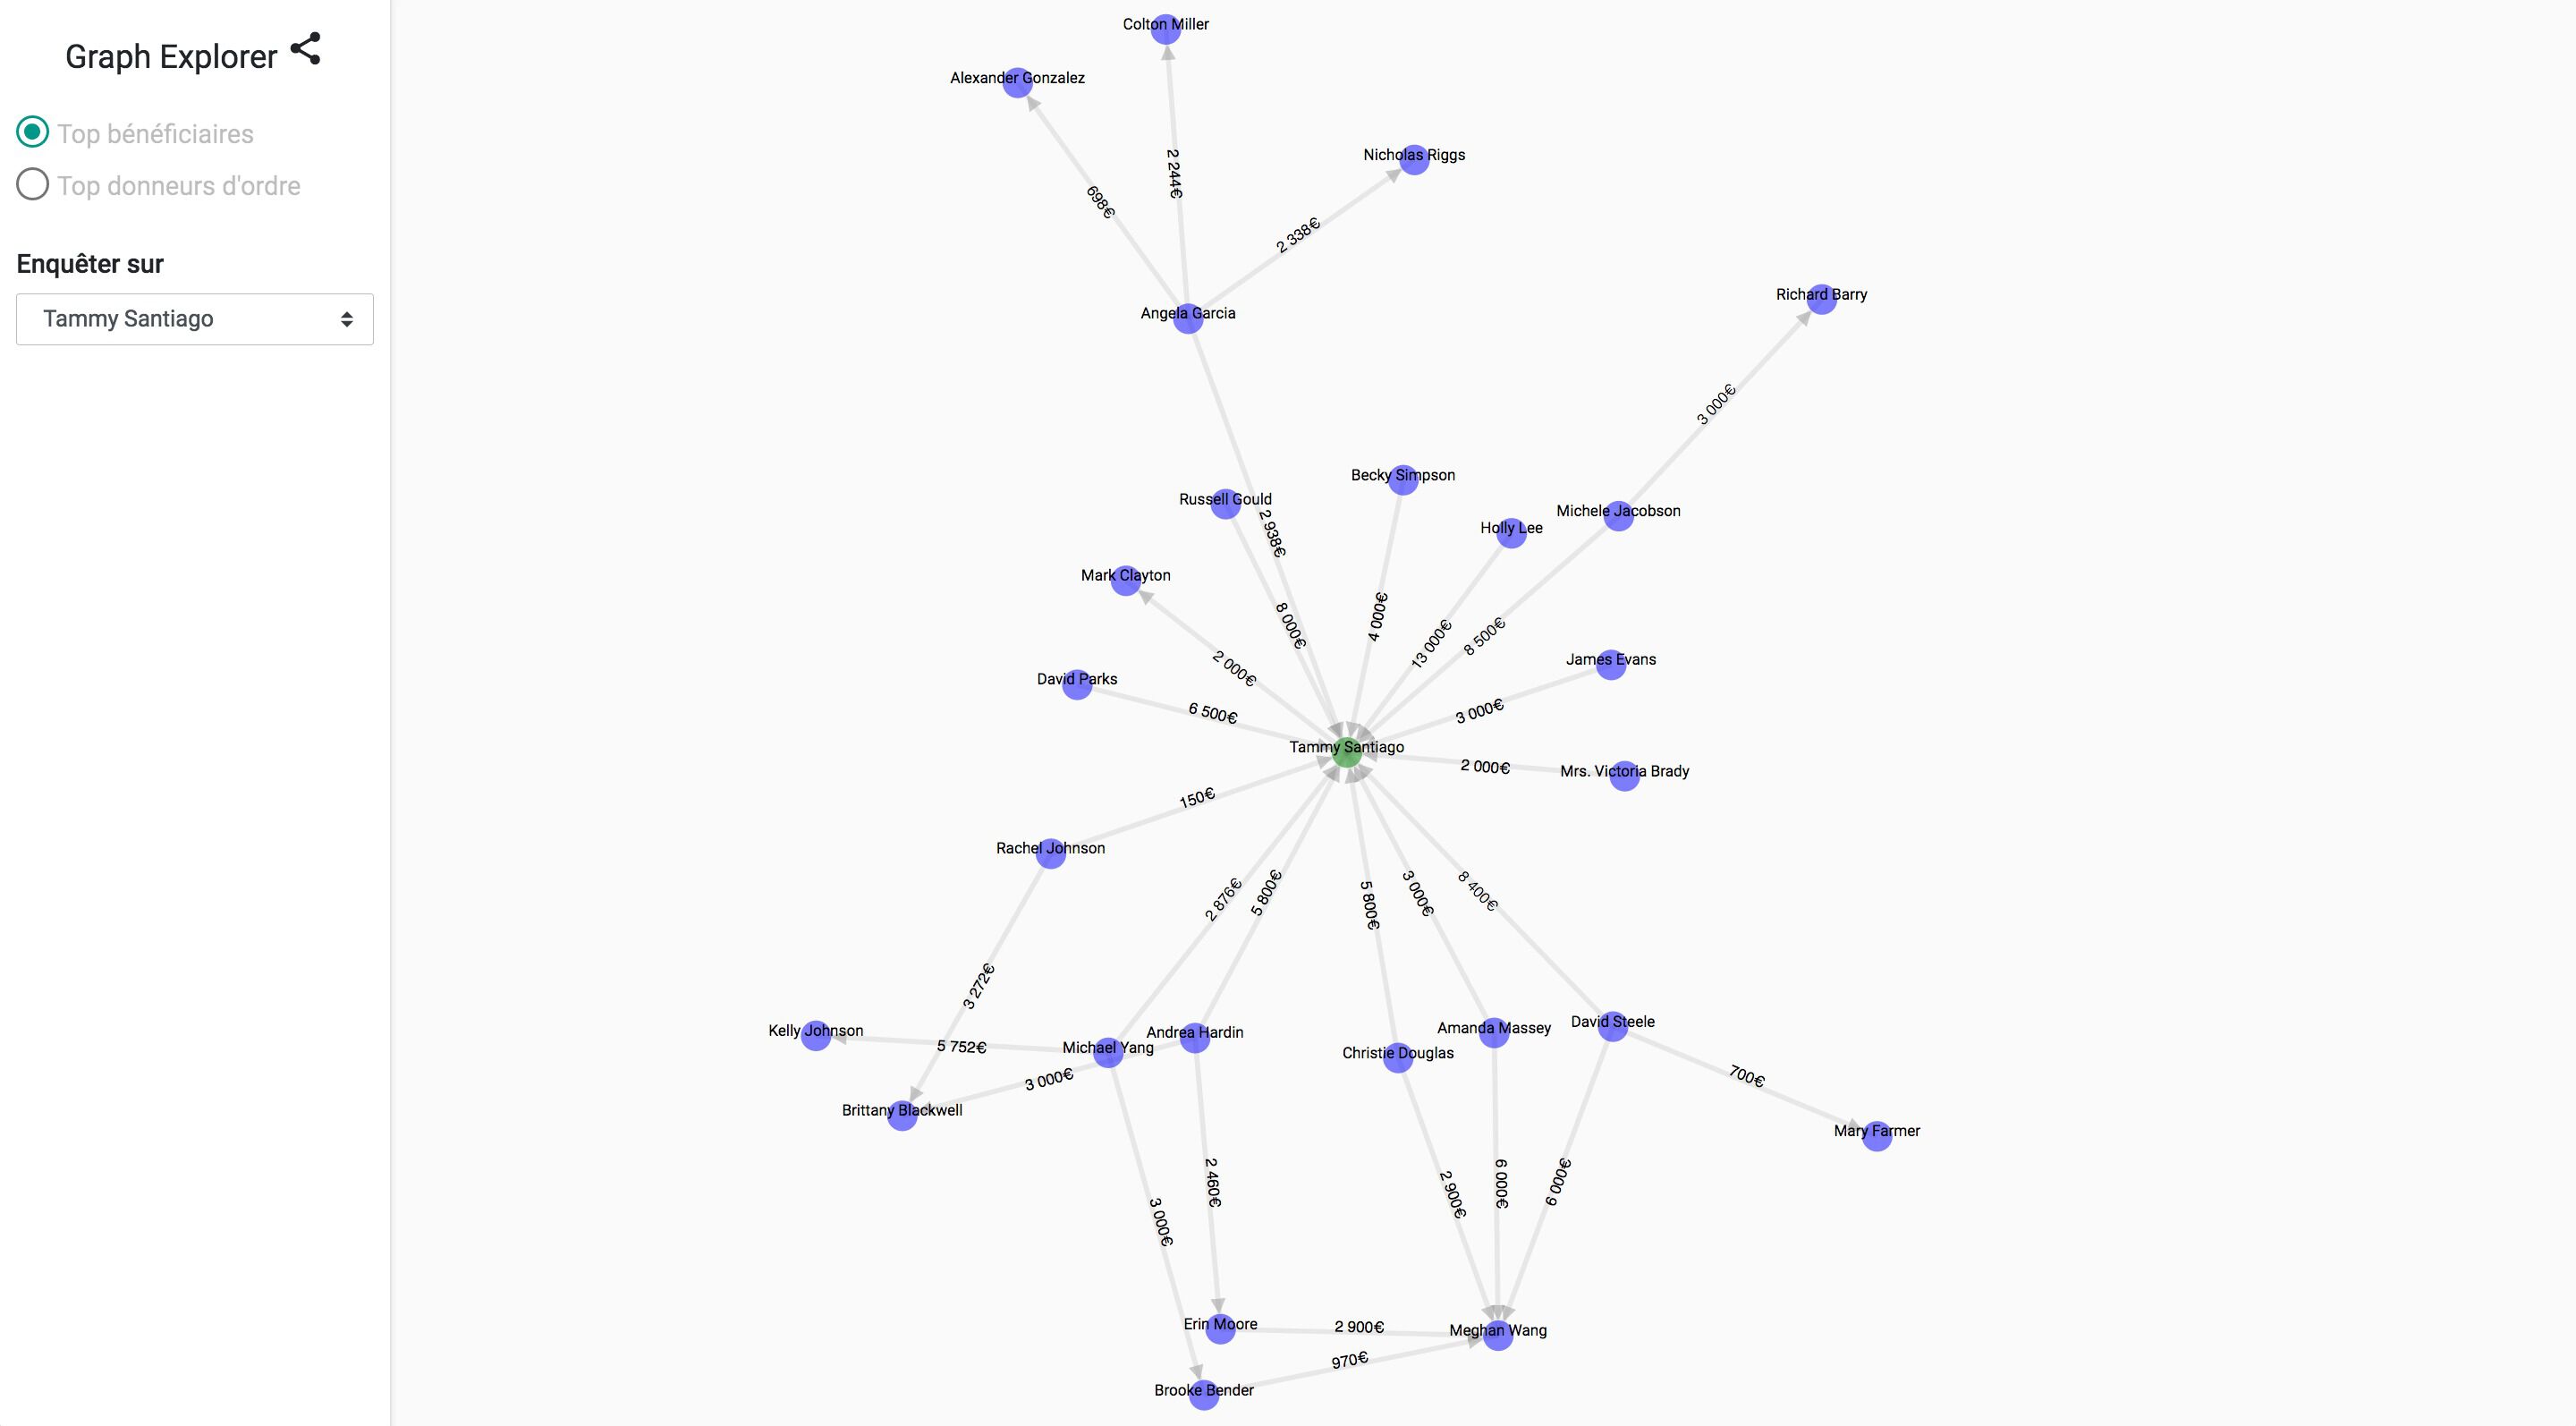 Graph Explorer
Top bénéficiaires
Top donneurs d'ordre
Enquêter sur
Tammy Santiago
Colton Miller
Alexander Gonzalez
Nicholas Riggs
2 244€
698€
2 338€
Richard Barry
Angela Garcia
3 000€
Becky Simpson
Russell Gould
Michele Jacobson
Holly Lee
2 938€
Mark Clayton
8 000€
4 000€
13 000€
8 500€
James Evans
2 000€
David Parks
6 500€
3 000€
Tammy Santiago
2 000€
Mrs. Victoria Brady
150€
Rachel Johnson
2 876€
5 800€
5 800€
3 000€
8 400€
3 272€
Kelly Johnson
5 752€
Michael Yang
Andrea Hardin
Christie Douglas
Amanda Massey
David Steele
3 000€
700€
Brittany Blackwell
Mary Farmer
2 460€
2 900€
6 000€
6 000€
3 000€
Erin Moore
2 900€
Meghan Wang
970€
Brooke Bender